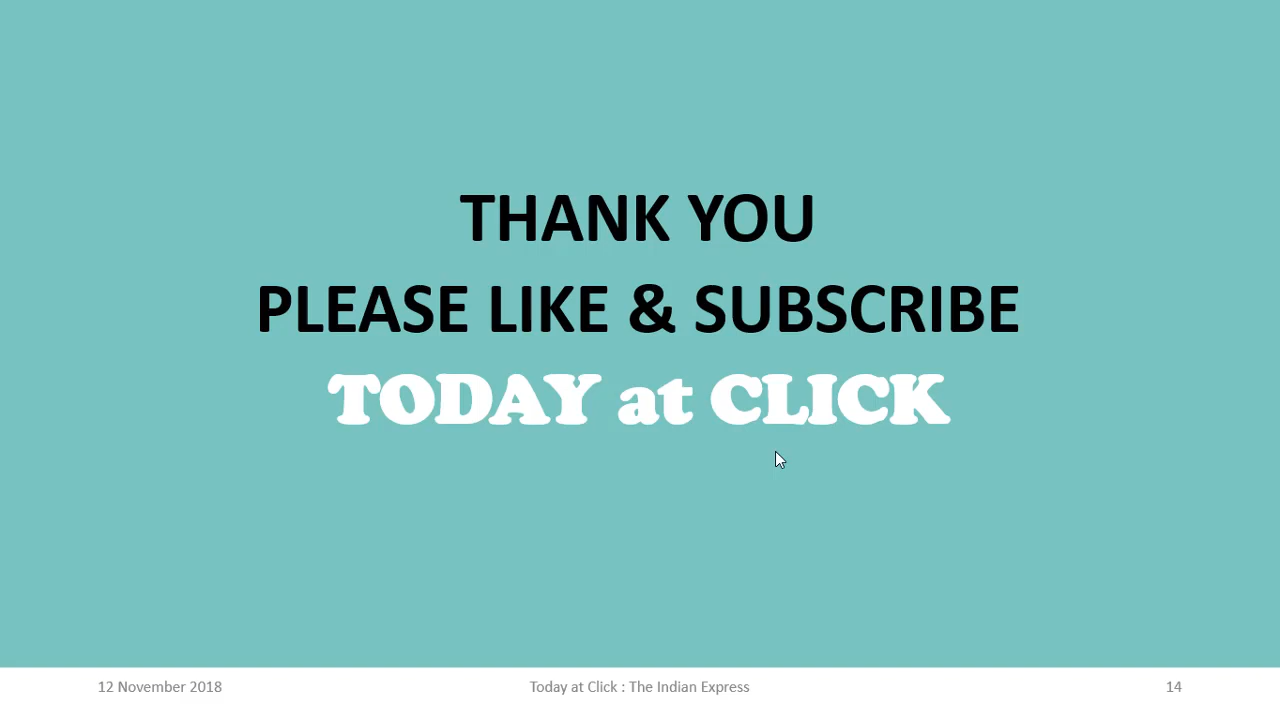 THANK YOU
PLEASE LIKE & SUBSCRIBE
TODAY at CLICK
12 November 2018
Today at Click : The Indian Express
14